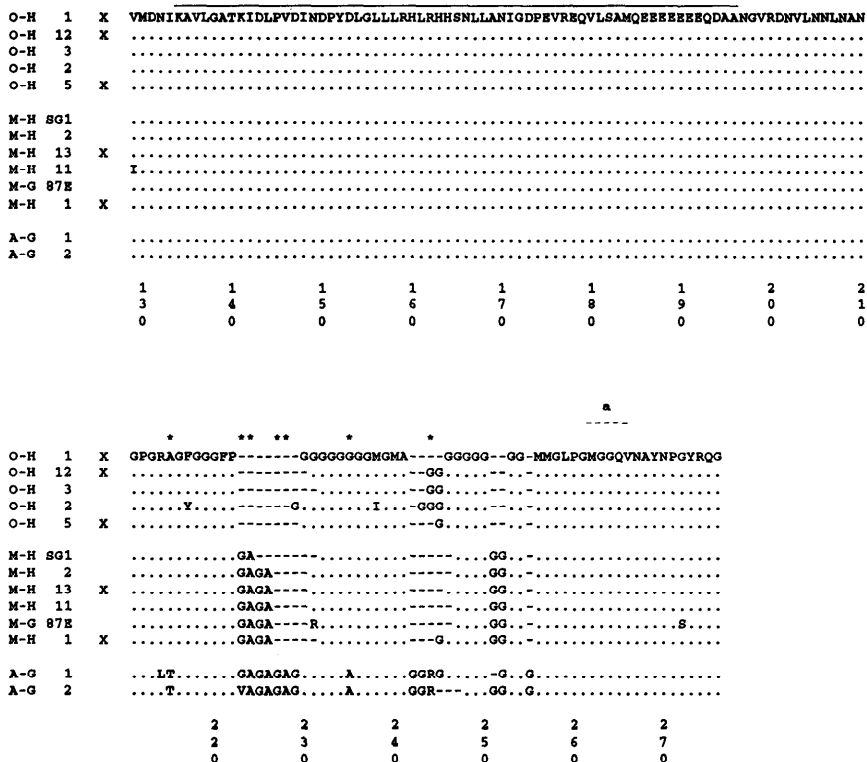 O-H 1 X VMDNIKAVLGATKIDLPVDINDPYDLGLLLRHLRHHSNLLANIGDPEVREQVLSAMQEEEEEEEQDAANGVRDNVLNNLNAN
O-H 12 X ..................................................................................
O-H 3 ..................................................................................
O-H 2 ..................................................................................
O-H 5 X ..................................................................................
M-H SG1 ..................................................................................
M-H 2 ..................................................................................
M-H 13 X ..................................................................................
M-H 11 I.................................................................................
M-G 87E ..................................................................................
M-H 1 X ..................................................................................
A-G 1 ..................................................................................
A-G 2 ..................................................................................
130 140 150 160 170 180 190 200 210
a
-----
* ** ** * *
O-H 1 X GPGRAGFGGGFP-------GGGGGGGGMGMA----GGGGG--GG-MMGLPGMGGQVNAYNPGYRQG
O-H 12 X ............---------..........--GG.....--..-.....................
O-H 3 ............---------..........--GG.....--..-.....................
O-H 2 ......Y.....------G........I...-GGG.....--..-.....................
O-H 5 X ............-------............---G.....--..-.....................
M-H SG1 ............GA-------..........-----....GG..-.....................
M-H 2 ............GAGA-----..........-----....GG..-.....................
M-H 13 X ............GAGA----...........----.....GG..-.....................
M-H 11 ............GAGA----...........----.....GG..-.....................
M-G 87E ............GAGA----R..........-----....GG..-................S....
M-H 1 X ............GAGA----...........---G.....GG..-.....................
A-G 1 ...LT.......GAGAGAG.....A......GGRG.....-G..G.....................
A-G 2 ....T.......VAGAGAG.....A......GGR---...GG..G.....................
220 230 240 250 260 270